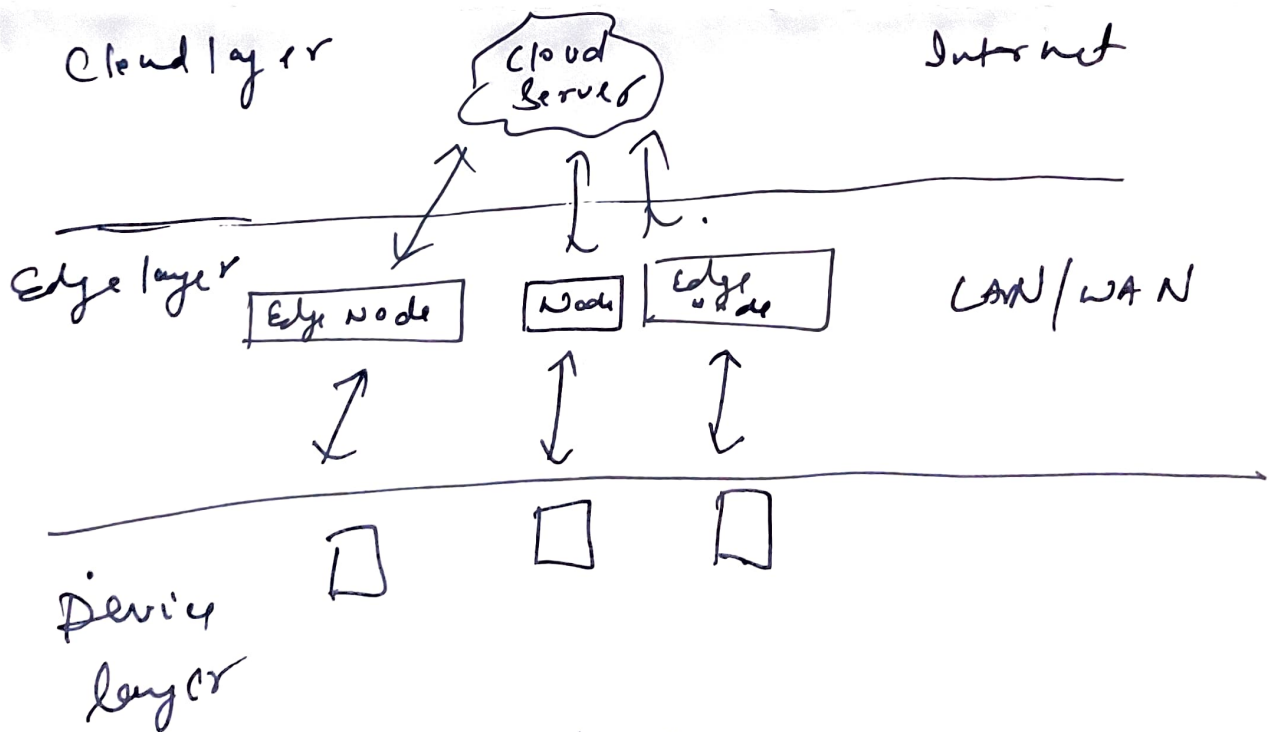 Cloud layer
Cloud
Server
Internet
Edge layer
Edge Node
Node
Edge
Node
LAN/WAN
Device
layer